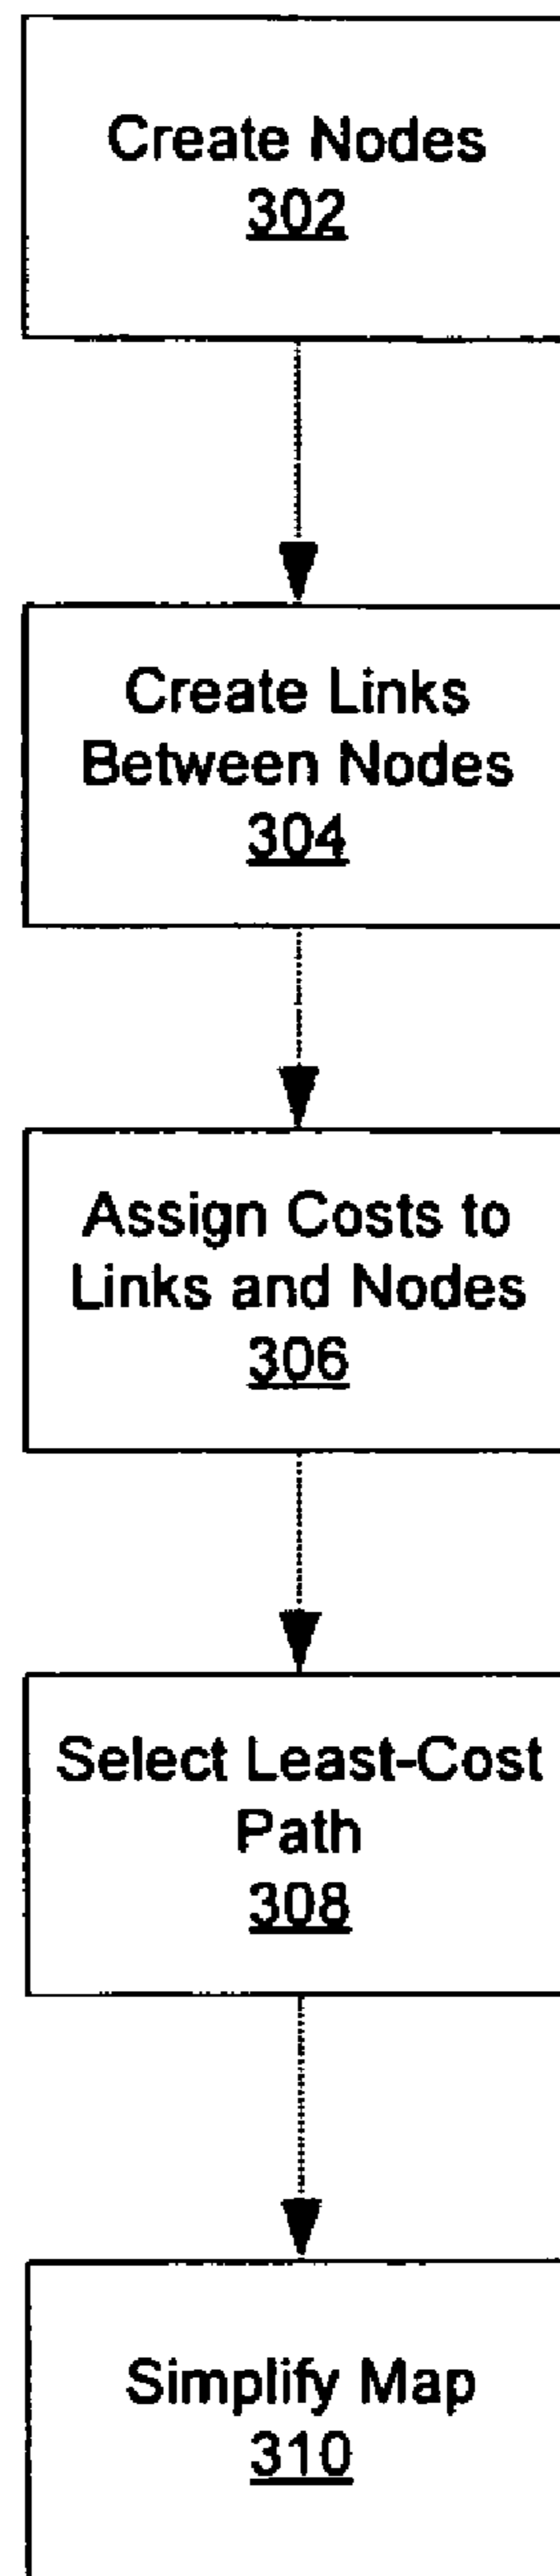 Create Nodes
302
Create Links
Between Nodes
304
Assign Costs to
Links and Nodes
306
Select Least-Cost
Path
308
Simplify Map
310